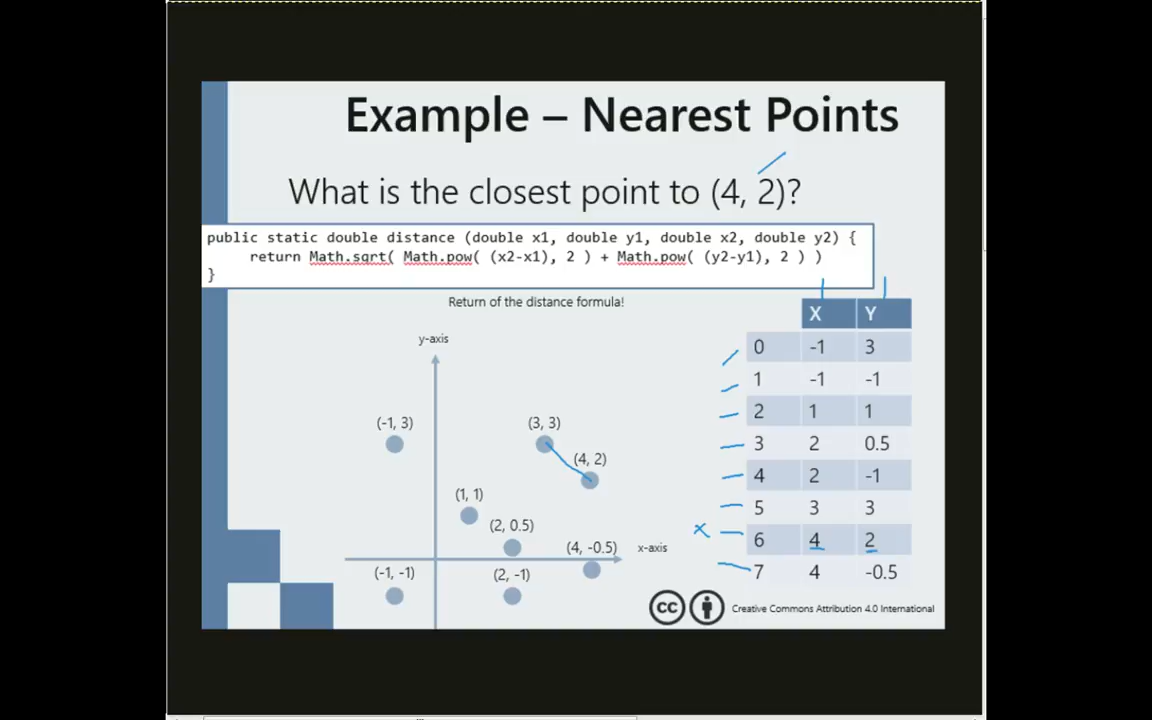 Example – Nearest Points
What is the closest point to (4, 2)?
public static double distance (double x1, double y1, double x2, double y2) {
return Math.sqrt( Math.pow( (x2-x1), 2 ) + Math.pow( (y2-y1), 2 ) )
}
Return of the distance formula!
X Y
0 -1 3
1 -1 -1
2 1 1
3 2 0.5
4 2 -1
5 3 3
x 6 4 2
7 4 -0.5
y-axis
(-1, 3)
(3, 3)
(4, 2)
(1, 1)
(2, 0.5)
(4, -0.5)
x-axis
(-1, -1)
(2, -1)
cc
Creative Commons Attribution 4.0 International